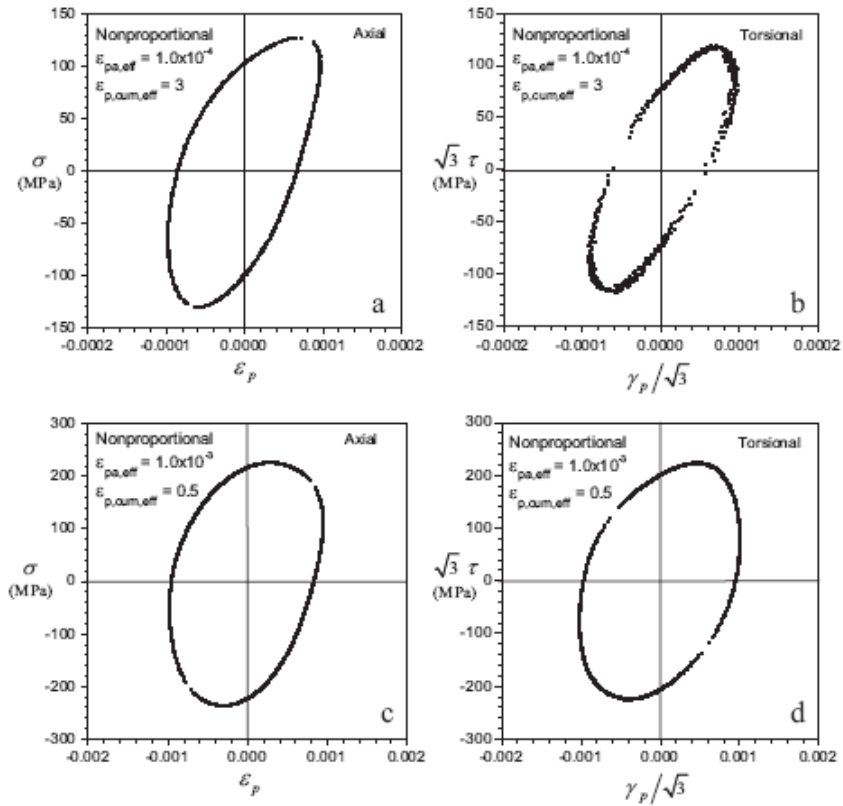 σ
150
Nonproportional
Axial
ε_pa,eff = 1.0x10⁻⁴
100
ε_p,cum,eff = 3
50
σ
0
(MPa)
-50
-100
a
-150
-0.0002 -0.0001 0.0000 0.0001 0.0002
ε_p
150
Nonproportional
Torsional
ε_pa,eff = 1.0x10⁻⁴
100
ε_p,cum,eff = 3
50
√3 τ
0
(MPa)
-50
-100
b
-150
-0.0002 -0.0001 0.0000 0.0001 0.0002
γ_p/√3
300
Nonproportional
Axial
ε_pa,eff = 1.0x10⁻³
200
ε_p,cum,eff = 0.5
100
σ
0
(MPa)
-100
-200
c
-300
-0.002 -0.001 0.000 0.001 0.002
ε_p
300
Nonproportional
Torsional
ε_pa,eff = 1.0x10⁻³
200
ε_p,cum,eff = 0.5
100
√3 τ
0
(MPa)
-100
-200
d
-300
-0.002 -0.001 0.000 0.001 0.002
γ_p/√3